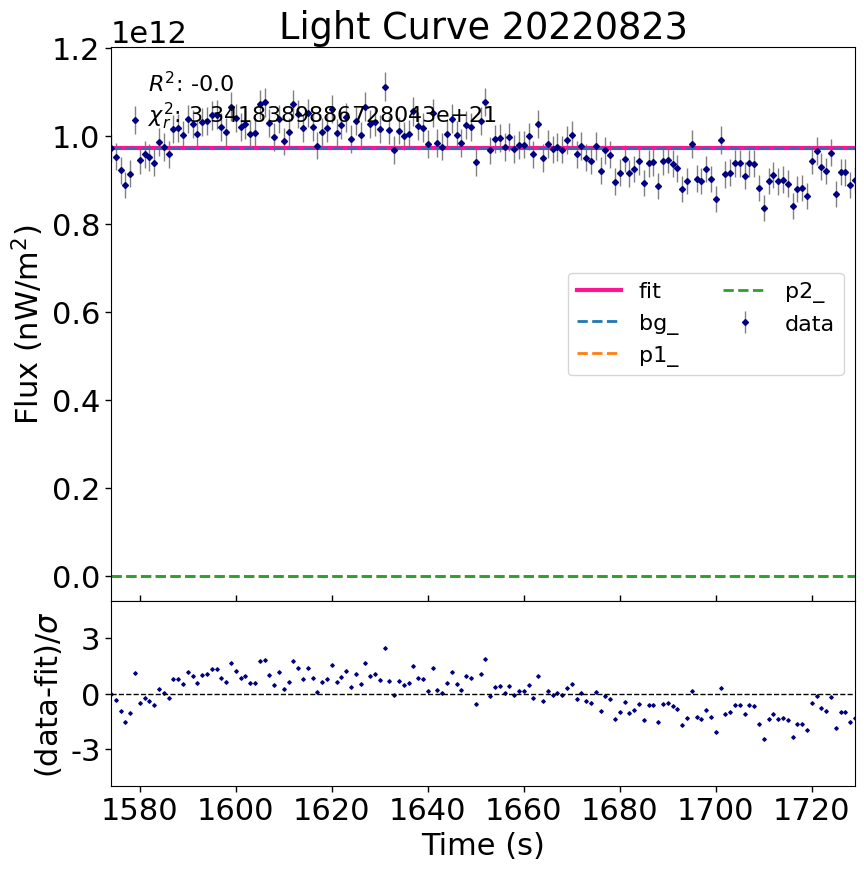 Light Curve 20220823
1e12
R²: -0.0
χ²ᵣ: 3.3418389886728043e+21
1.2
1.0
0.8
0.6
0.4
0.2
0.0
Flux (nW/m²)
fit
bg_
p1_
p2_
data
3
0
-3
(data-fit)/σ
1580 1600 1620 1640 1660 1680 1700 1720
Time (s)